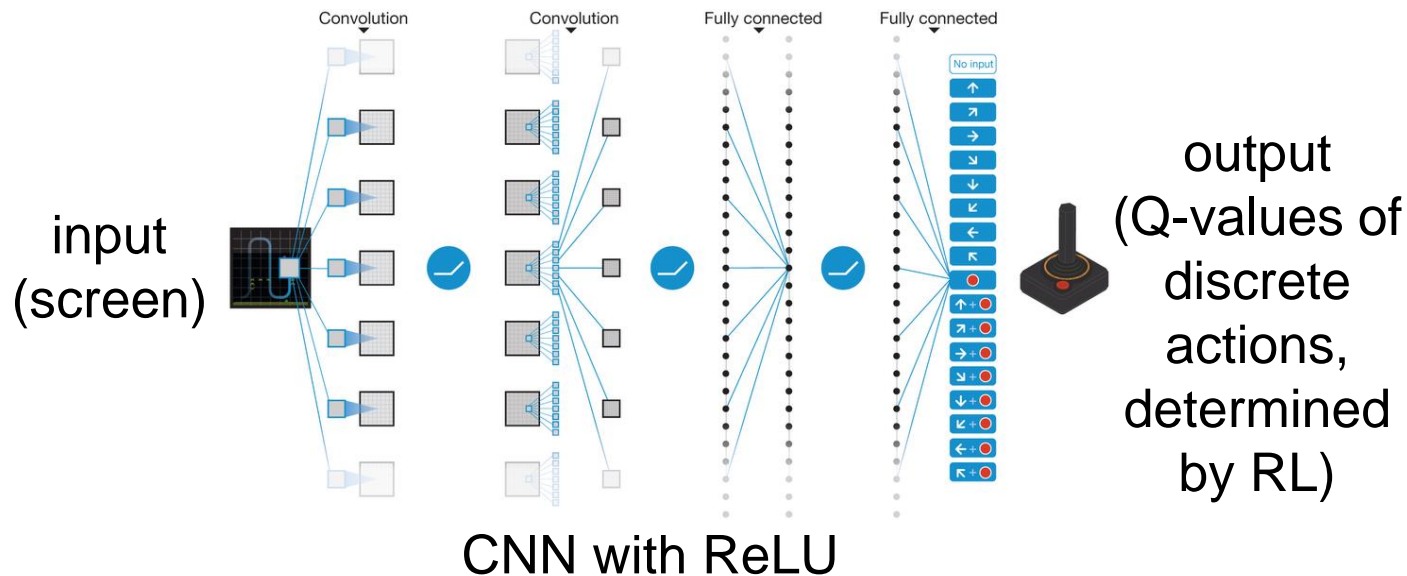 Convolution
Convolution
Fully connected
Fully connected
No input
↑
↗
→
↘
↓
↙
←
↖
↑+
↗+
→+
↘+
↓+
↙+
←+
↖+
input
(screen)
output
(Q-values of
discrete
actions,
determined
by RL)
CNN with ReLU